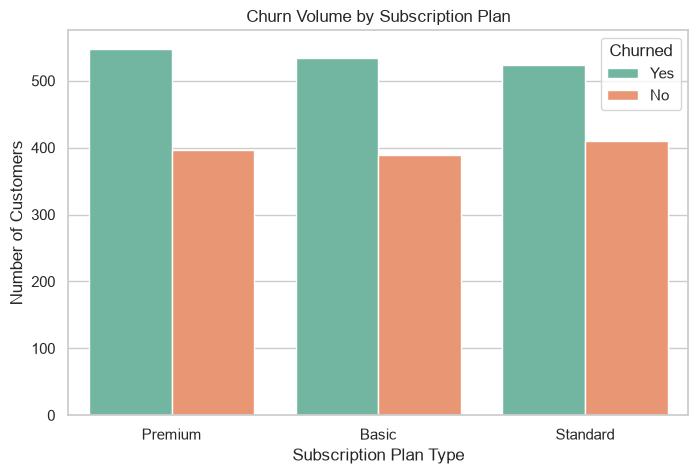 Churn Volume by Subscription Plan
Churned
Yes
No
Number of Customers
500
400
300
200
100
0
Premium
Basic
Standard
Subscription Plan Type